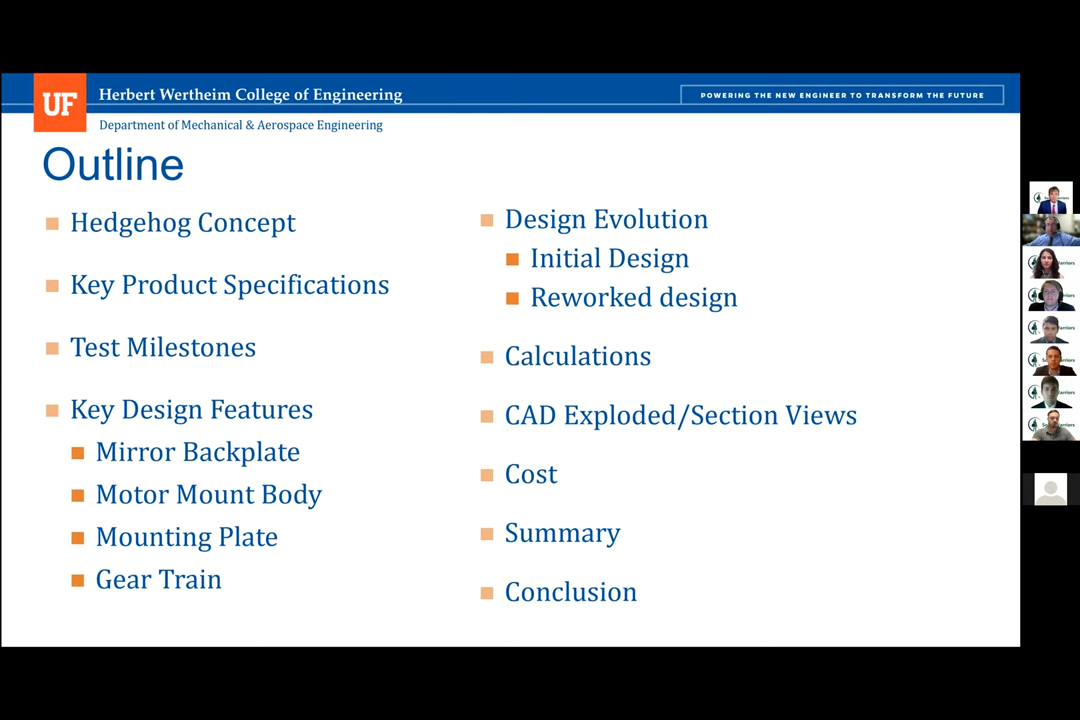 UF
Herbert Wertheim College of Engineering
POWERING THE NEW ENGINEER TO TRANSFORM THE FUTURE
Department of Mechanical & Aerospace Engineering
Outline
Hedgehog Concept
Key Product Specifications
Test Milestones
Key Design Features
Mirror Backplate
Motor Mount Body
Mounting Plate
Gear Train
Design Evolution
Initial Design
Reworked design
Calculations
CAD Exploded/Section Views
Cost
Summary
Conclusion